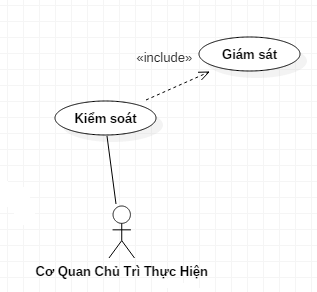 «include»
Giám sát
Kiểm soát
Cơ Quan Chủ Trì Thực Hiện